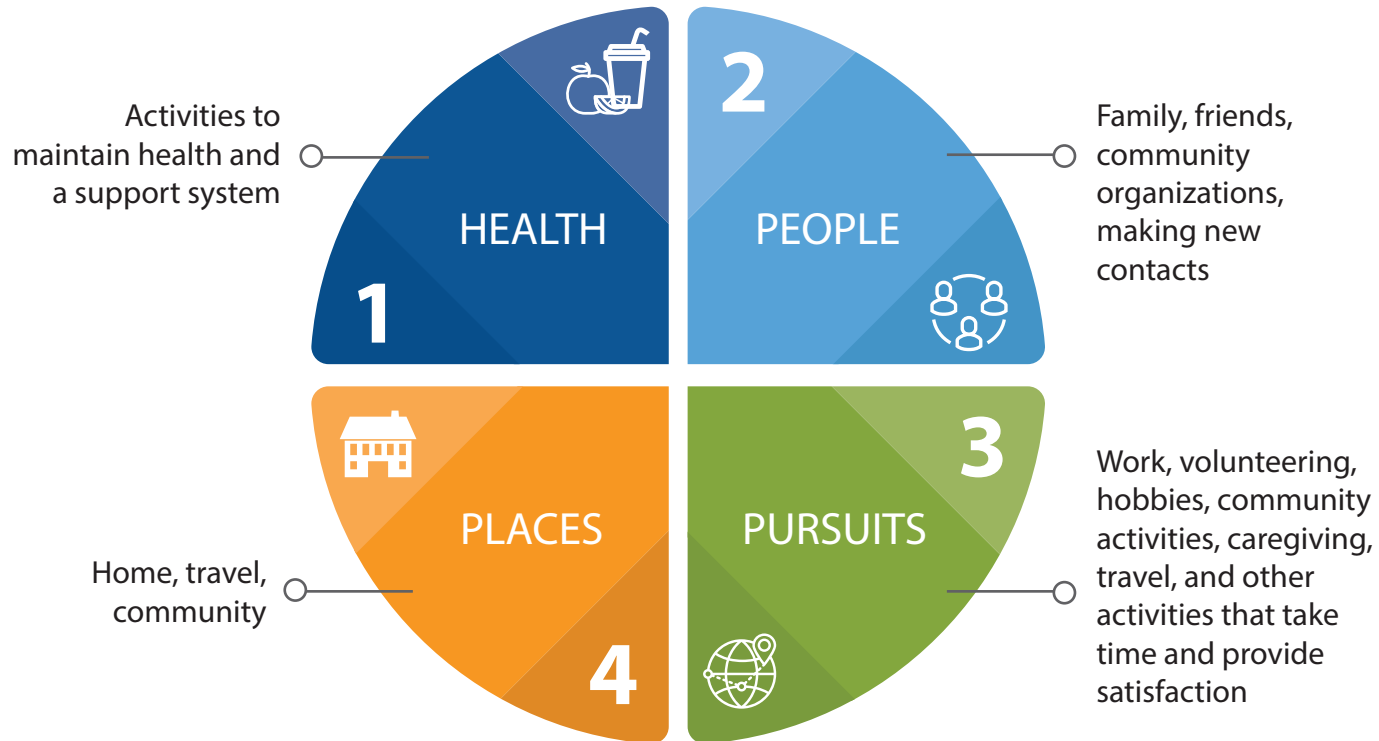 Activities to
maintain health and
a support system
HEALTH
1
2
PEOPLE
Family, friends,
community
organizations,
making new
contacts
3
PURSUITS
Work, volunteering,
hobbies, community
activities, caregiving,
travel, and other
activities that take
time and provide
satisfaction
PLACES
4
Home, travel,
community